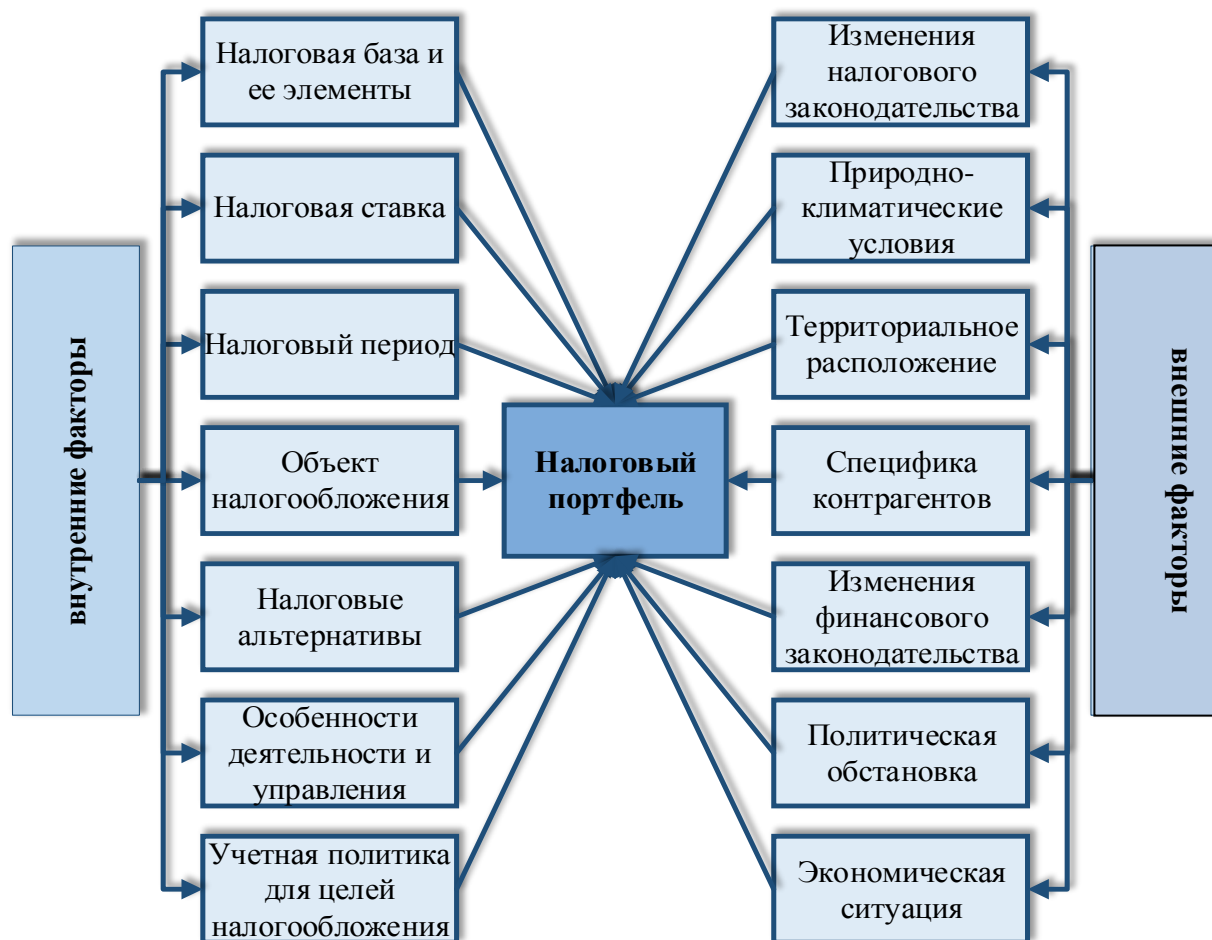 внутренние факторы
Налоговая база и
ее элементы
Налоговая ставка
Налоговый период
Объект
налогообложения
Налоговые
альтернативы
Особенности
деятельности и
управления
Учетная политика
для целей
налогообложения
Налоговый
портфель
Изменения
налогового
законодательства
Природно-
климатические
условия
Территориальное
расположение
Специфика
контрагентов
Изменения
финансового
законодательства
Политическая
обстановка
Экономическая
ситуация
внешние факторы